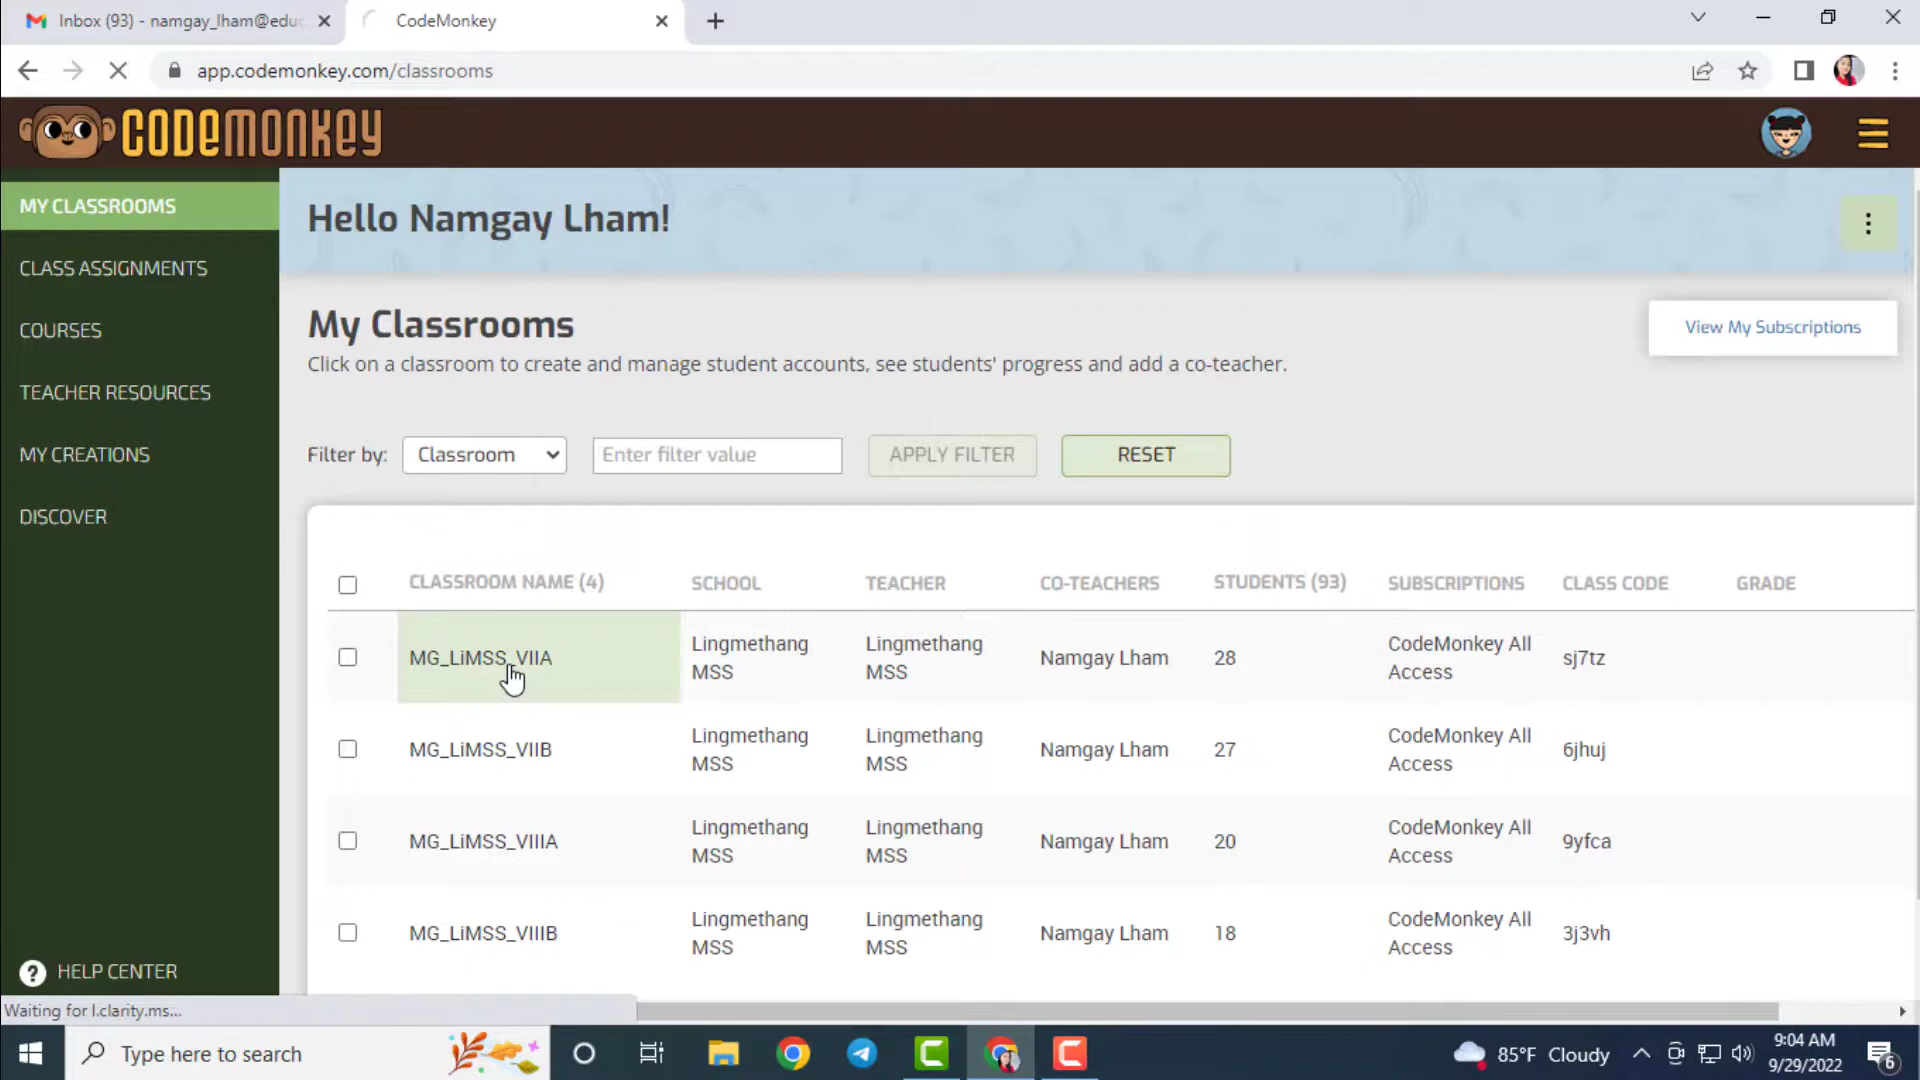 Inbox (93) - namgay_lham@educ
CodeMonkey
app.codemonkey.com/classrooms
CODEMONKEY
MY CLASSROOMS
CLASS ASSIGNMENTS
COURSES
TEACHER RESOURCES
MY CREATIONS
DISCOVER
HELP CENTER
Hello Namgay Lham!
My Classrooms
Click on a classroom to create and manage student accounts, see students' progress and add a co-teacher.
View My Subscriptions
Filter by: Classroom Enter filter value APPLY FILTER RESET
CLASSROOM NAME (4) SCHOOL TEACHER CO-TEACHERS STUDENTS (93) SUBSCRIPTIONS CLASS CODE GRADE
MG_LiMSS_VIIA Lingmethang MSS Lingmethang MSS Namgay Lham 28 CodeMonkey All Access sj7tz
MG_LiMSS_VIIB Lingmethang MSS Lingmethang MSS Namgay Lham 27 CodeMonkey All Access 6jhuj
MG_LiMSS_VIIIA Lingmethang MSS Lingmethang MSS Namgay Lham 20 CodeMonkey All Access 9yfca
MG_LiMSS_VIIIB Lingmethang MSS Lingmethang MSS Namgay Lham 18 CodeMonkey All Access 3j3vh
Waiting for l.clarity.ms...
Type here to search
85°F Cloudy
9:04 AM
9/29/2022
6